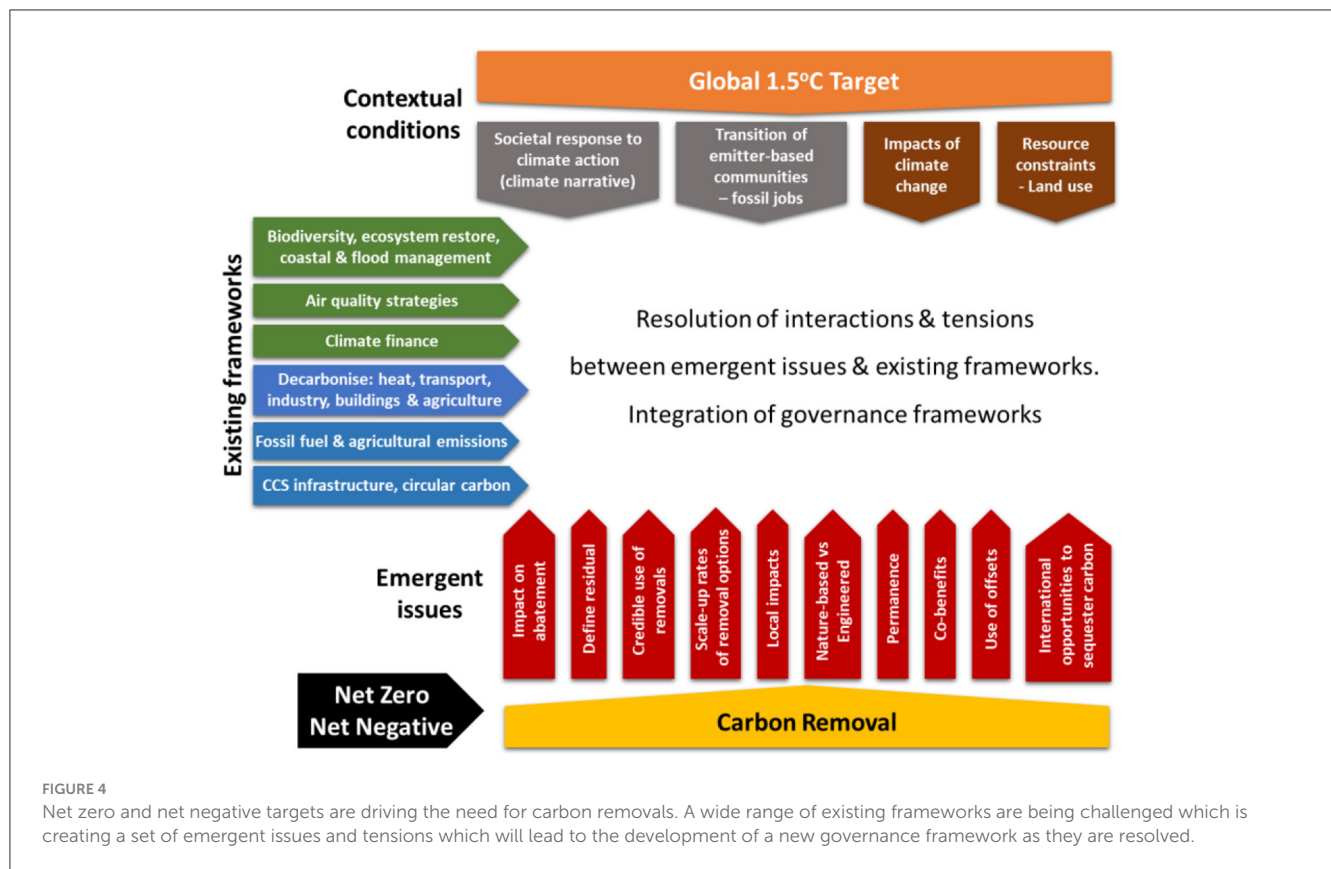 Global 1.5oC Target
Contextual
conditions
Societal response to
climate action
(climate narrative)
Transition of
emitter-based
communities
– fossil jobs
Impacts of
climate
change
Resource
constraints
- Land use
Existing frameworks
Biodiversity, ecosystem restore,
coastal & flood management
Air quality strategies
Climate finance
Decarbonise: heat, transport,
industry, buildings & agriculture
Fossil fuel & agricultural emissions
CCS infrastructure, circular carbon
Resolution of interactions & tensions
between emergent issues & existing frameworks.
Integration of governance frameworks
Emergent
issues
Impact on
abatement
Define residual
Credible use of
removals
Scale-up rates
of removal options
Local impacts
Nature-based vs
Engineered
Permanence
Co-benefits
Use of offsets
International
opportunities to
sequester carbon
Net Zero
Net Negative
Carbon Removal
FIGURE 4
Net zero and net negative targets are driving the need for carbon removals. A wide range of existing frameworks are being challenged which is
creating a set of emergent issues and tensions which will lead to the development of a new governance framework as they are resolved.